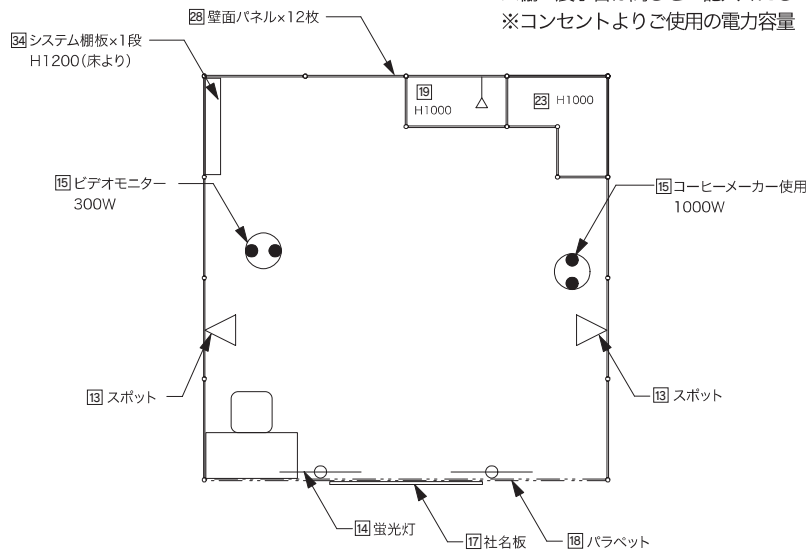 ※コンセントよりご使用の電力容量
28 壁面パネル×12枚
34 システム棚板×1段
H1200（床より）
19
H1000
23 H1000
15 ビデオモニター
300W
15 コーヒーメーカー使用
1000W
13 スポット
13 スポット
14 蛍光灯
17 社名板
18 パラペット